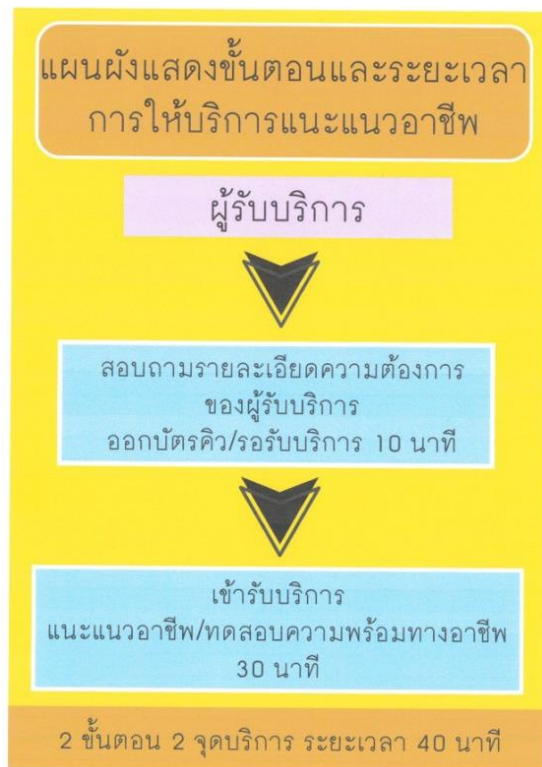 แผนผังแสดงขั้นตอนและระยะเวลา
การให้บริการแนะแนวอาชีพ
ผู้รับบริการ
สอบถามรายละเอียดความต้องการ
ของผู้รับบริการ
ออกบัตรคิว/รอรับบริการ 10 นาที
เข้ารับบริการ
แนะแนวอาชีพ/ทดสอบความพร้อมทางอาชีพ
30 นาที
2 ขั้นตอน 2 จุดบริการ ระยะเวลา 40 นาที